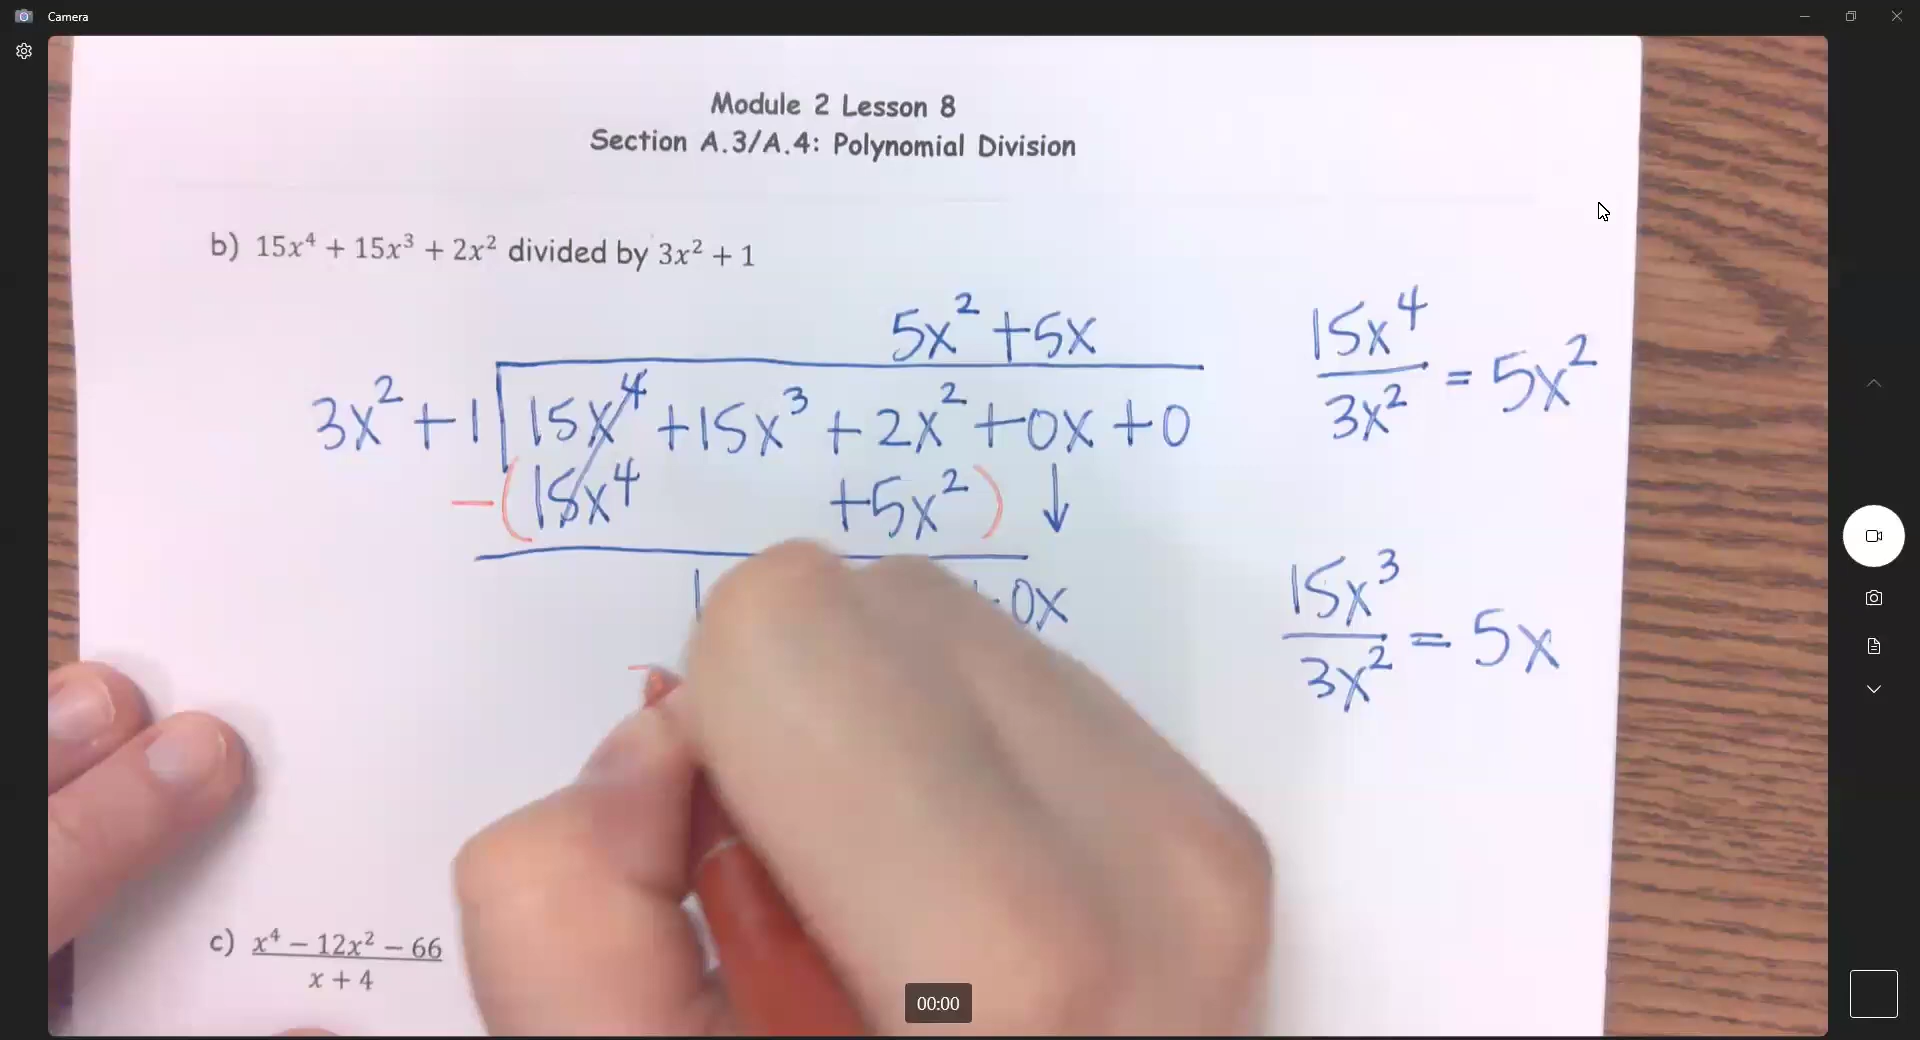 Camera
Module 2 Lesson 8
Section A.3/A.4: Polynomial Division
b) 15x⁴ + 15x³ + 2x² divided by 3x² + 1
5x² + 5x
3x² + 1 15x⁴ + 15x³ + 2x² + 0x + 0
-(15x⁴ + 5x²)
0x
15x⁴
3x²
= 5x²
15x³
3x²
= 5x
c) x⁴ − 12x² − 66
x + 4
00:00